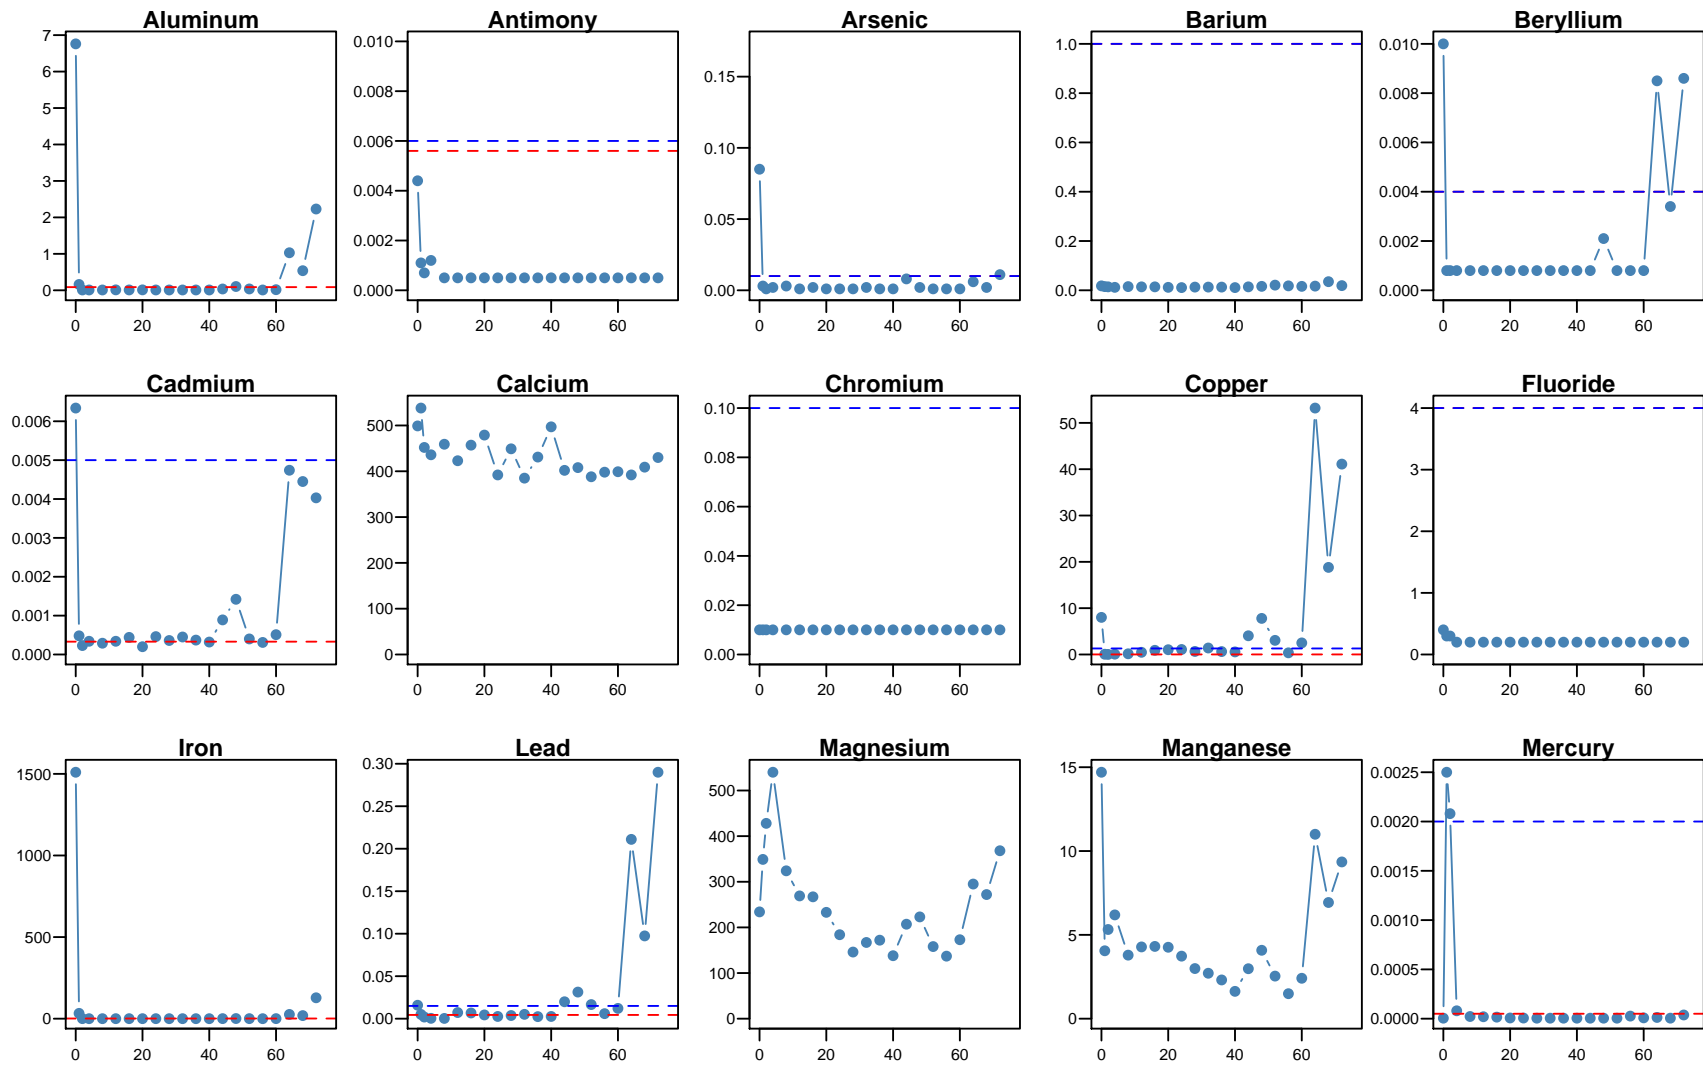 Aluminum
7
6
5
4
3
2
1
0
0 20 40 60
Antimony
0.010
0.008
0.006
0.004
0.002
0.000
0 20 40 60
Arsenic
0.15
0.10
0.05
0.00
0 20 40 60
Barium
1.0
0.8
0.6
0.4
0.2
0.0
0 20 40 60
Beryllium
0.010
0.008
0.006
0.004
0.002
0.000
0 20 40 60
Cadmium
0.006
0.005
0.004
0.003
0.002
0.001
0.000
0 20 40 60
Calcium
500
400
300
200
100
0
0 20 40 60
Chromium
0.10
0.08
0.06
0.04
0.02
0.00
0 20 40 60
Copper
50
40
30
20
10
0
0 20 40 60
Fluoride
4
3
2
1
0
0 20 40 60
Iron
1500
1000
500
0
0 20 40 60
Lead
0.30
0.25
0.20
0.15
0.10
0.05
0.00
0 20 40 60
Magnesium
500
400
300
200
100
0
0 20 40 60
Manganese
15
10
5
0
0 20 40 60
Mercury
0.0025
0.0020
0.0015
0.0010
0.0005
0.0000
0 20 40 60